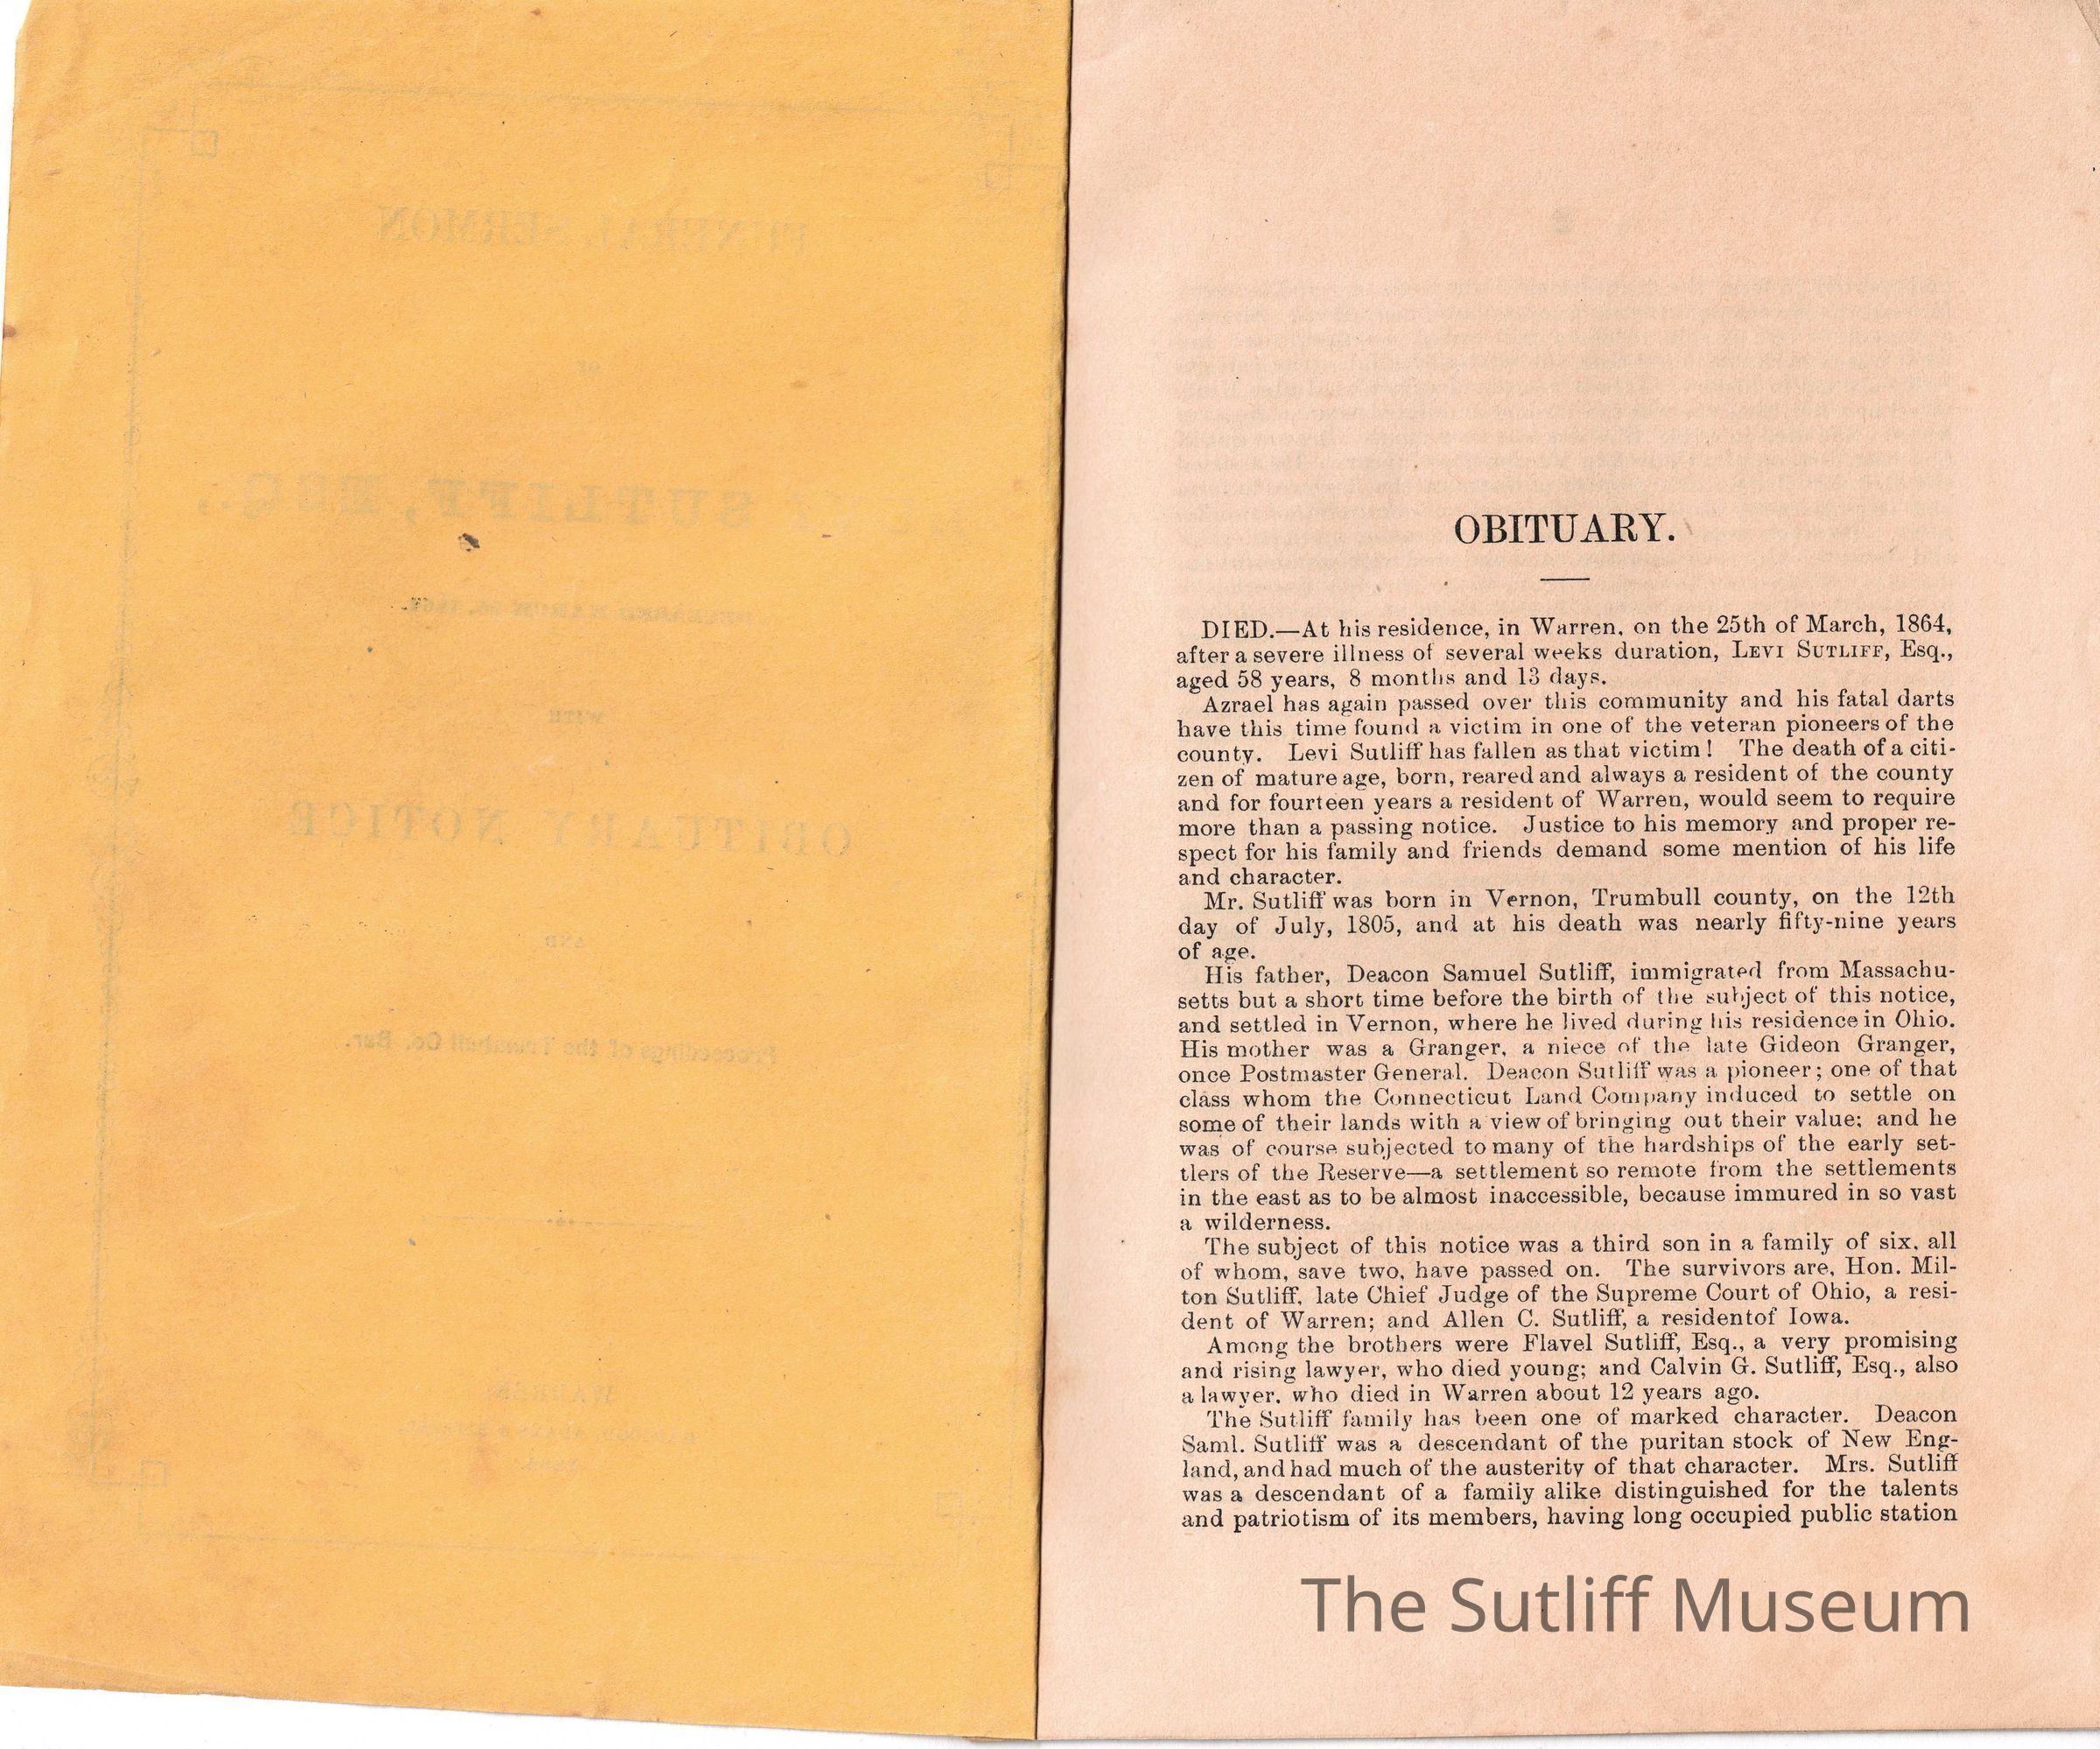 FUNERAL SERMON
OF
SUTLIFF, ESQ.,
WITH
OBITUARY NOTICE
AND
Proceedings of the Trumbull Co. Bar.
OBITUARY.
DIED.—At his residence, in Warren, on the 25th of March, 1864,
after a severe illness of several weeks duration, LEVI SUTLIFF, Esq.,
aged 58 years, 8 months and 13 days.
Azrael has again passed over this community and his fatal darts
have this time found a victim in one of the veteran pioneers of the
county. Levi Sutliff has fallen as that victim! The death of a citi-
zen of mature age, born, reared and always a resident of the county
and for fourteen years a resident of Warren, would seem to require
more than a passing notice. Justice to his memory and proper re-
spect for his family and friends demand some mention of his life
and character.
Mr. Sutliff was born in Vernon, Trumbull county, on the 12th
day of July, 1805, and at his death was nearly fifty-nine years
of age.
His father, Deacon Samuel Sutliff, immigrated from Massachu-
setts but a short time before the birth of the subject of this notice,
and settled in Vernon, where he lived during his residence in Ohio.
His mother was a Granger, a niece of the late Gideon Granger,
once Postmaster General. Deacon Sutliff was a pioneer; one of that
class whom the Connecticut Land Company induced to settle on
some of their lands with a view of bringing out their value; and he
was of course subjected to many of the hardships of the early set-
tlers of the Reserve—a settlement so remote from the settlements
in the east as to be almost inaccessible, because immured in so vast
a wilderness.
The subject of this notice was a third son in a family of six, all
of whom, save two, have passed on. The survivors are, Hon. Mil-
ton Sutliff, late Chief Judge of the Supreme Court of Ohio, a resi-
dent of Warren; and Allen C. Sutliff, a residentof Iowa.
Among the brothers were Flavel Sutliff, Esq., a very promising
and rising lawyer, who died young; and Calvin G. Sutliff, Esq., also
a lawyer, who died in Warren about 12 years ago.
The Sutliff family has been one of marked character. Deacon
Saml. Sutliff was a descendant of the puritan stock of New Eng-
land, and had much of the austerity of that character. Mrs. Sutliff
was a descendant of a family alike distinguished for the talents
and patriotism of its members, having long occupied public station
The Sutliff Museum